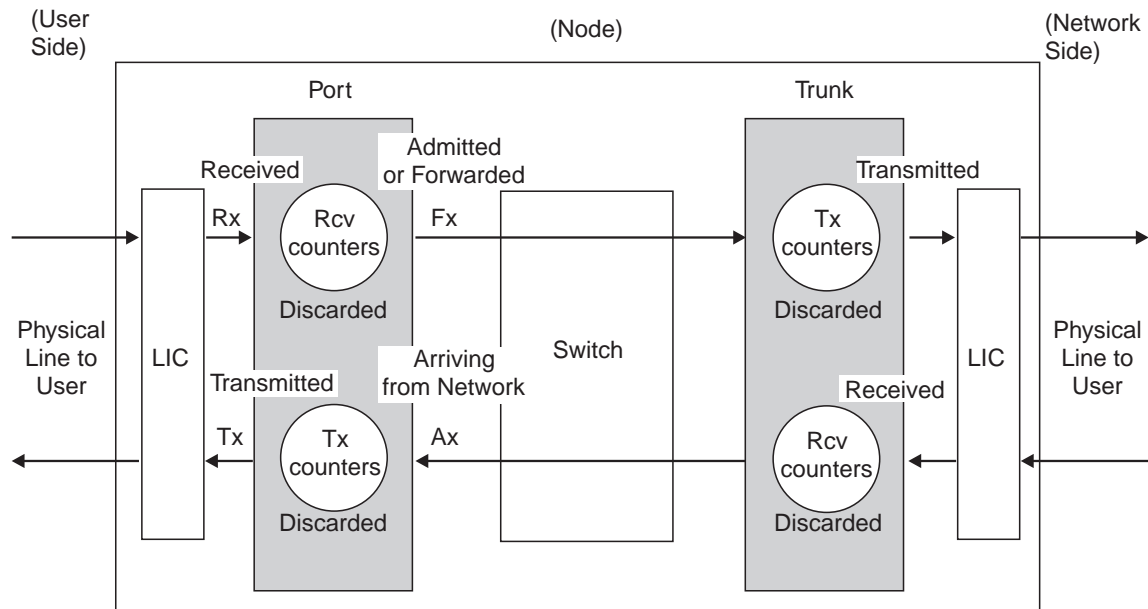 (User
Side)
(Node)
(Network
Side)
Port
Trunk
Received
Admitted
or Forwarded
Transmitted
Rx
Rcv
counters
Fx
Tx
counters
Discarded
Discarded
Physical
Line to
User
LIC
Switch
LIC
Physical
Line to
User
Transmitted
Arriving
from Network
Received
Tx
Tx
counters
Ax
Rcv
counters
Discarded
Discarded